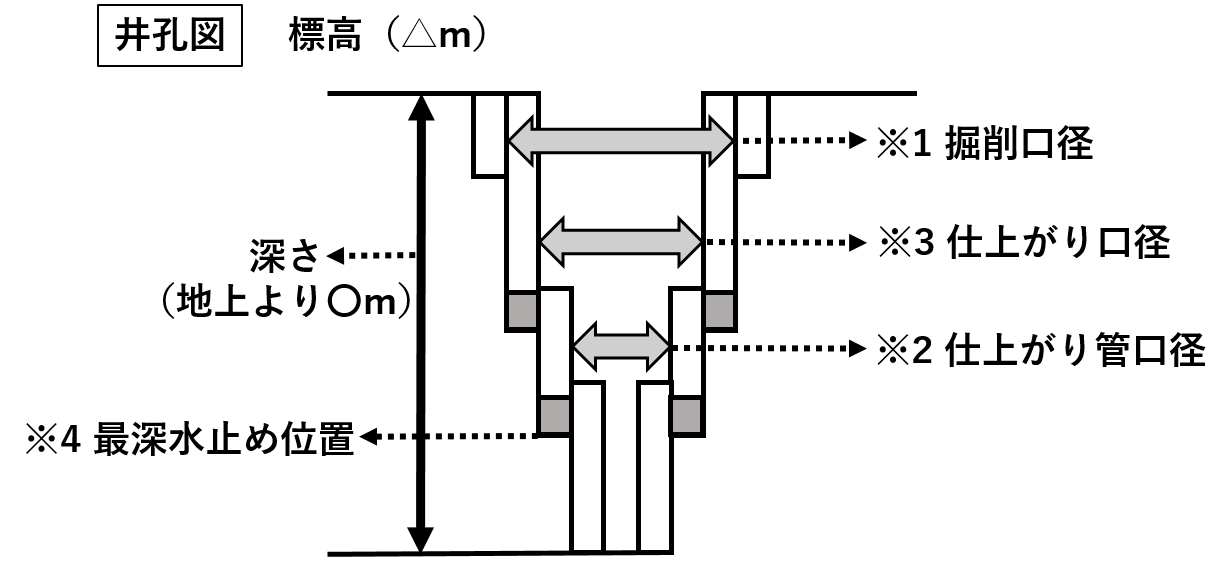 井孔図 標高（△m）
※1 掘削口径
※3 仕上がり口径
深さ
（地上より〇m）
※2 仕上がり管口径
※4 最深水止め位置